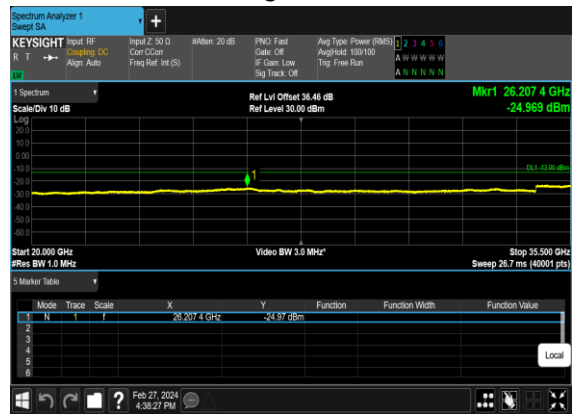 Spectrum Analyzer 1
Swept SA
+
KEYSIGHT Input: RF Input Z: 50 Ω #Atten: 20 dB PNO: Fast Avg Type: Power (RMS) 1 2 3 4 5 6
R T Coupling: DC Corr CCorr Gate: Off Avg|Hold: 100/100 A W W W W W
Align: Auto Freq Ref: Int (S) IF Gain: Low Trig: Free Run
Sig Track: Off A N N N N N
1 Spectrum Ref Lvl Offset 36.46 dB Mkr1 26.207 4 GHz
Scale/Div 10 dB Ref Level 30.00 dBm -24.969 dBm
Log
20.0
10.0
0.00
-10.0 1 DL1 -13.00 dBm
-20.0
-30.0
-40.0
-50.0
-60.0
Start 20.000 GHz Video BW 3.0 MHz* Stop 35.500 GHz
#Res BW 1.0 MHz Sweep 26.7 ms (40001 pts)
5 Marker Table
Mode Trace Scale X Y Function Function Width Function Value
1 N 1 f 26.207 4 GHz -24.97 dBm
2
3
4
5
6
Local
? Feb 27, 2024
4:38:27 PM